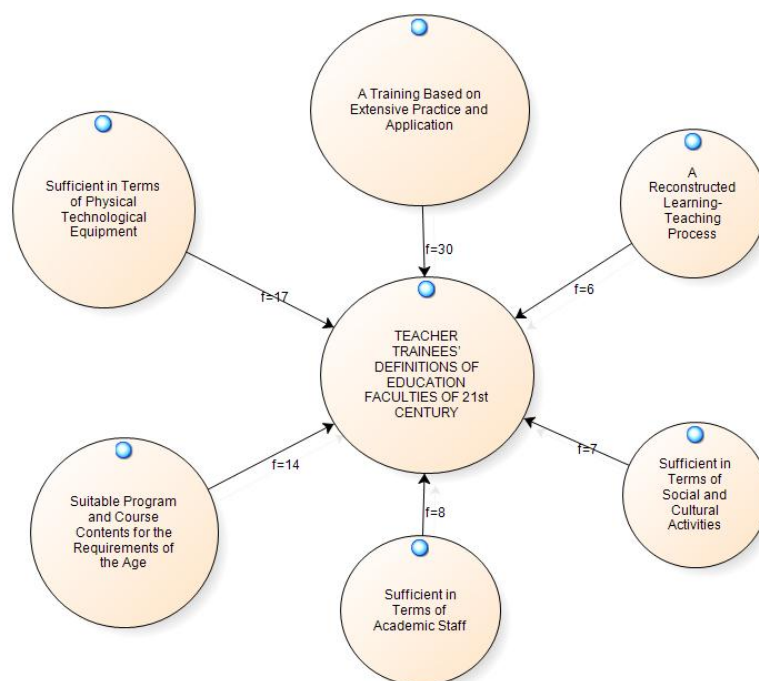 A Training Based on
Extensive Practice and
Application
Sufficient in Terms
of Physical
Technological
Equipment
A
Reconstructed
Learning-
Teaching
Process
f=30
f=17
f=6
TEACHER
TRAINEES'
DEFINITIONS OF
EDUCATION
FACULTIES OF 21st
CENTURY
f=14
f=8
f=7
Suitable Program
and Course
Contents for the
Requirements of
the Age
Sufficient in
Terms of
Academic Staff
Sufficient in
Terms of
Social and
Cultural
Activities